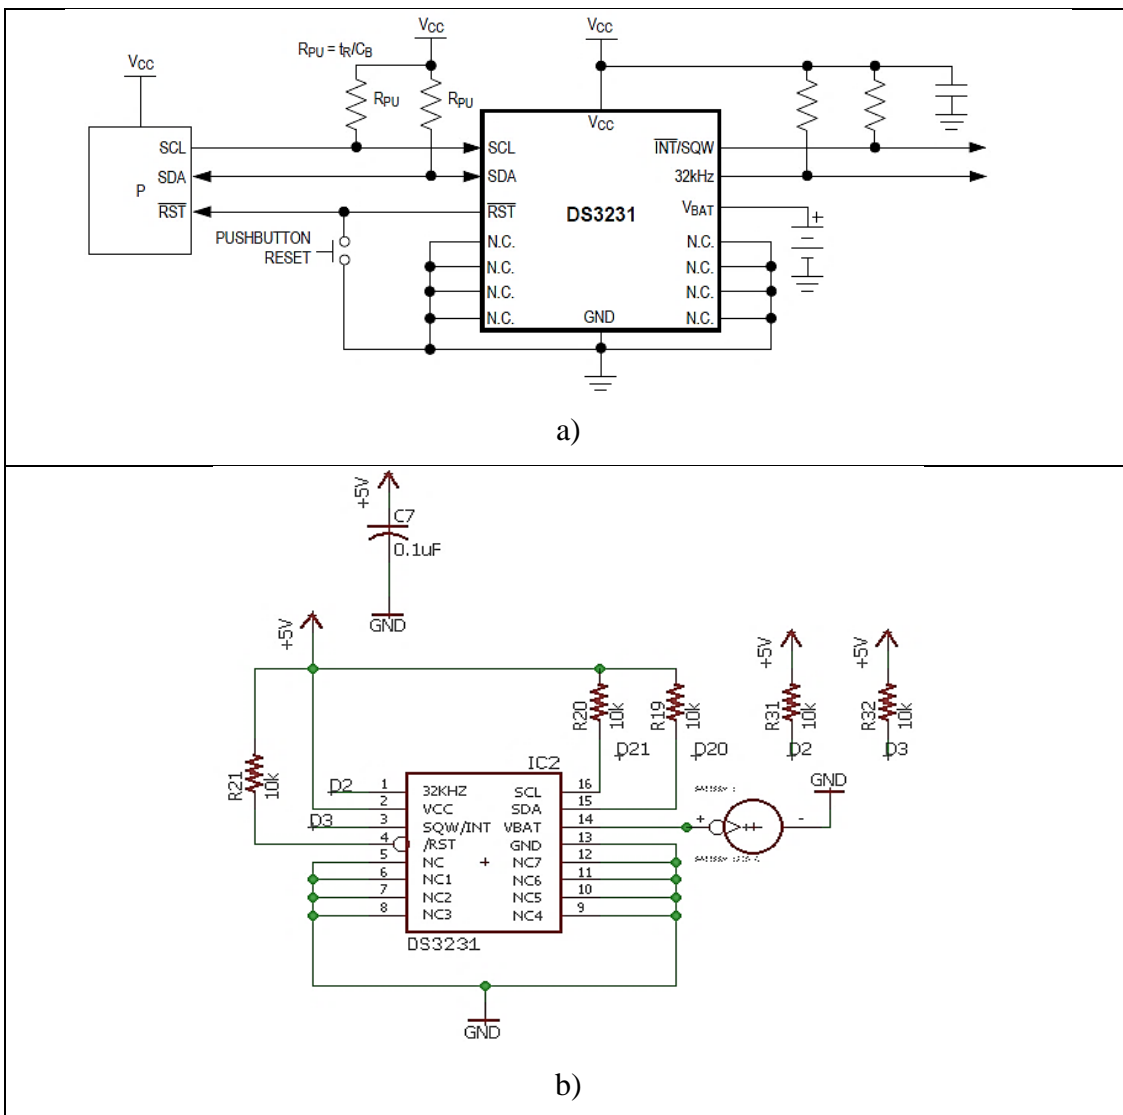 VCC
RPU = tR/CB
VCC
VCC
RPU
RPU
VCC
SCL
SCL
INT/SQW
P
SDA
SDA
32kHz
RST
RST
DS3231
VBAT
+
PUSHBUTTON
RESET
N.C.
N.C.
N.C.
N.C.
N.C.
N.C.
N.C.
N.C.
GND
a)
+5V
C7
0.1uF
GND
+5V
+5V
+5V
R20
10k
R19
10k
R31
10k
R32
10k
D21
D20
D2
D3
R21
10k
IC2
GND
D2
1
32KHZ
SCL
16
2
VCC
SDA
15
D3
3
SQW/INT
VBAT
14
+
-
4
/RST
GND
13
5
NC
+
NC7
12
6
NC1
NC6
11
7
NC2
NC5
10
8
NC3
NC4
9
DS3231
GND
b)